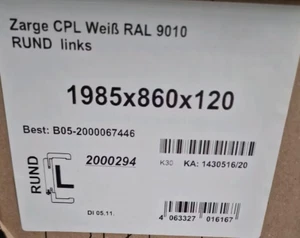 Zarge CPL Weiß RAL 9010
RUND links
1985x860x120
Best: B05-2000067446
RUND
L
2000294
K30 KA: 1430516/20
DI 05.11.
4 063327 016167